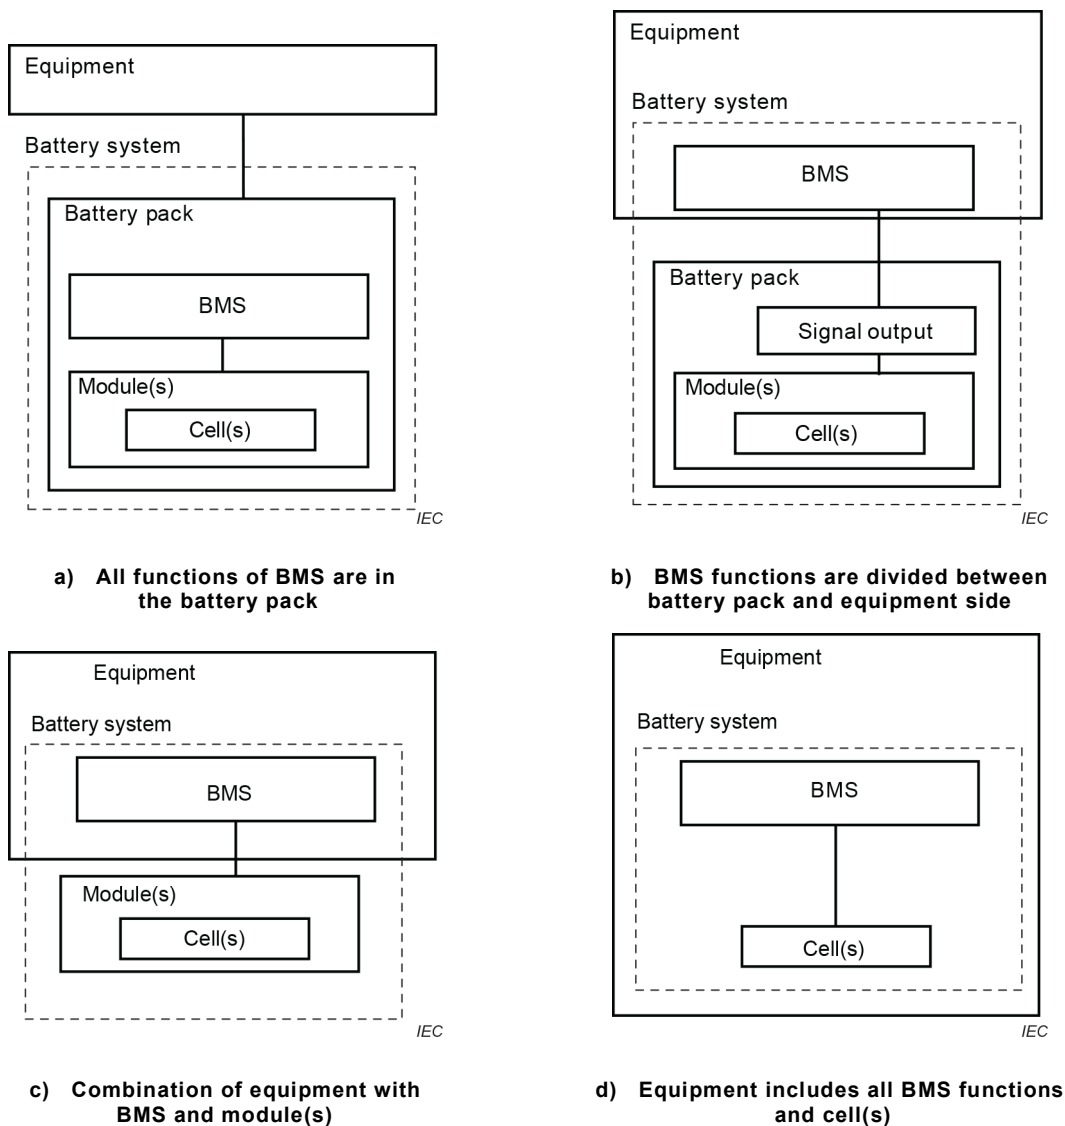 Equipment
Battery system
Battery pack
BMS
Module(s)
Cell(s)
IEC
a) All functions of BMS are in
the battery pack
Equipment
Battery system
BMS
Battery pack
Signal output
Module(s)
Cell(s)
IEC
b) BMS functions are divided between
battery pack and equipment side
Equipment
Battery system
BMS
Module(s)
Cell(s)
IEC
c) Combination of equipment with
BMS and module(s)
Equipment
Battery system
BMS
Cell(s)
IEC
d) Equipment includes all BMS functions
and cell(s)